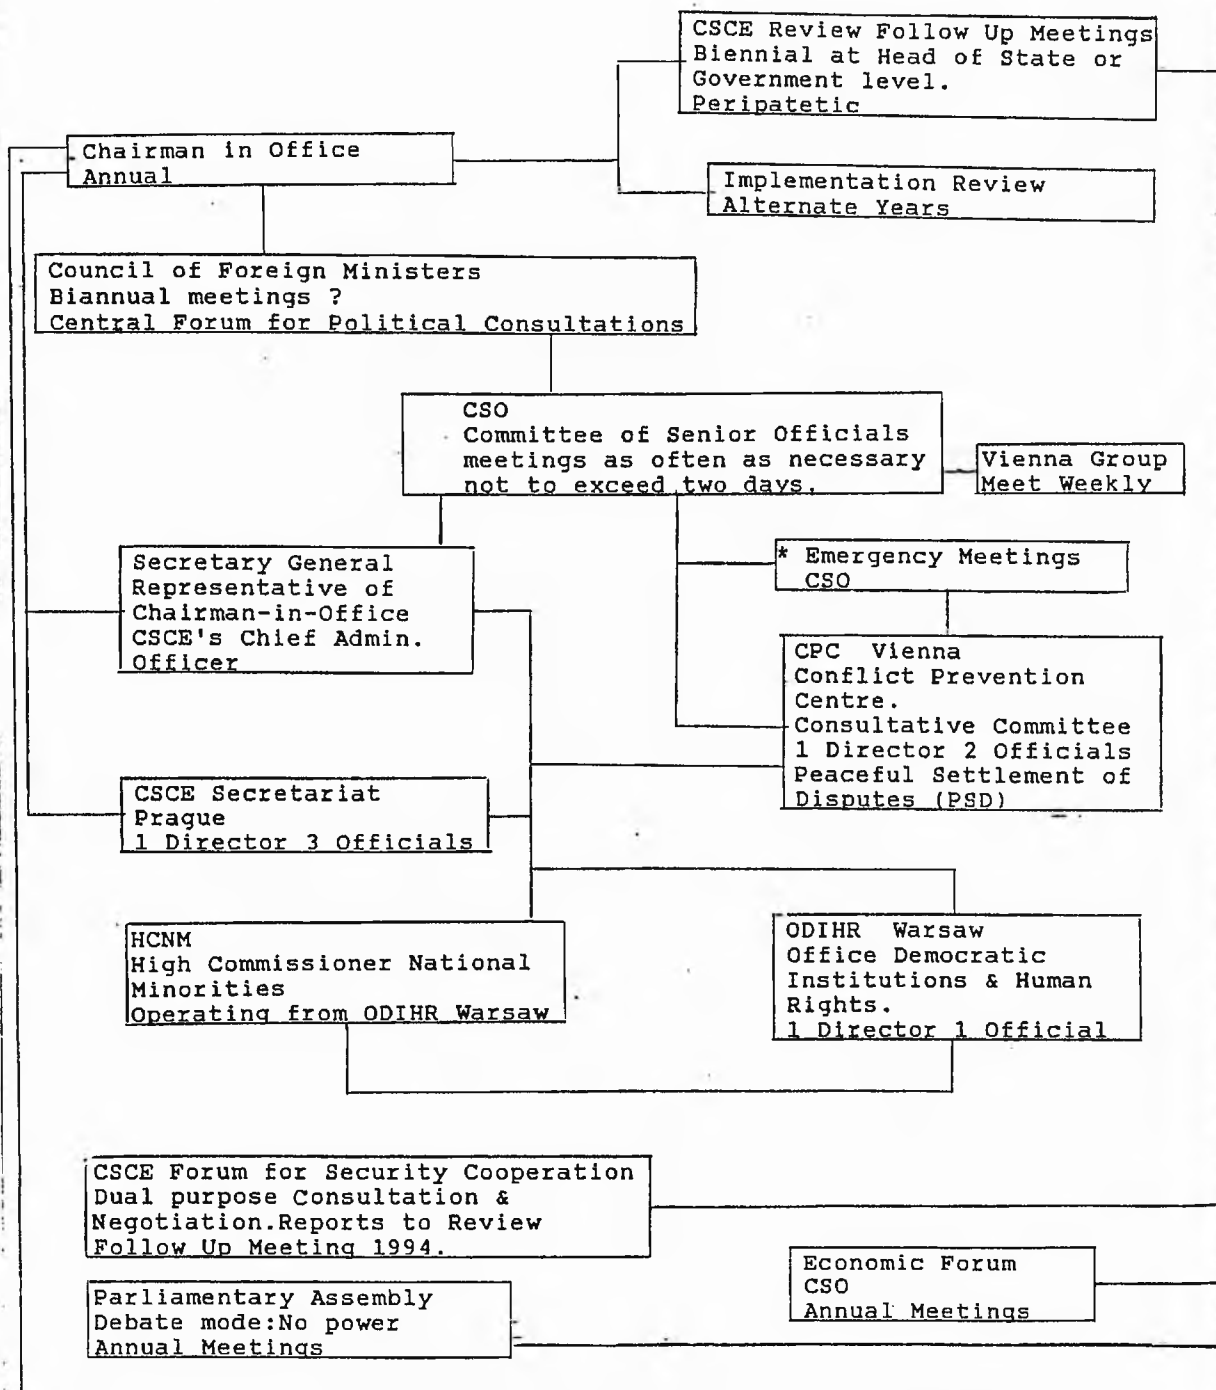 CSCE Review Follow Up Meetings
Biennial at Head of State or
Government level.
Peripatetic
Chairman in Office
Annual
Implementation Review
Alternate Years
Council of Foreign Ministers
Biannual meetings ?
Central Forum for Political Consultations
CSO
Committee of Senior Officials
meetings as often as necessary
not to exceed two days.
Vienna Group
Meet Weekly
Secretary General
Representative of
Chairman-in-Office
CSCE's Chief Admin.
Officer
* Emergency Meetings
CSO
CPC Vienna
Conflict Prevention
Centre.
Consultative Committee
1 Director 2 Officials
Peaceful Settlement of
Disputes (PSD)
CSCE Secretariat
Prague
1 Director 3 Officials
HCNM
High Commissioner National
Minorities
Operating from ODIHR Warsaw
ODIHR Warsaw
Office Democratic
Institutions & Human
Rights.
1 Director 1 Official
CSCE Forum for Security Cooperation
Dual purpose Consultation &
Negotiation.Reports to Review
Follow Up Meeting 1994.
Economic Forum
CSO
Annual Meetings
Parliamentary Assembly
Debate mode:No power
Annual Meetings